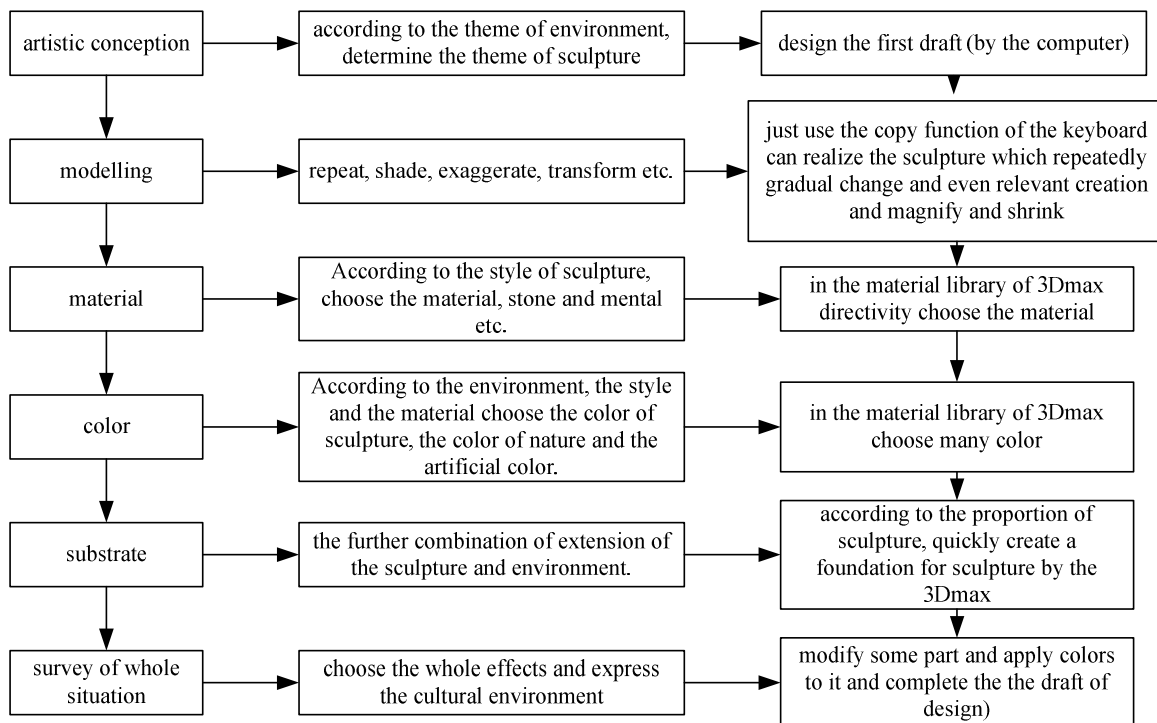 artistic conception
according to the theme of environment,
determine the theme of sculpture
design the first draft (by the computer)
modelling
repeat, shade, exaggerate, transform etc.
just use the copy function of the keyboard
can realize the sculpture which repeatedly
gradual change and even relevant creation
and magnify and shrink
material
According to the style of sculpture,
choose the material, stone and mental
etc.
in the material library of 3Dmax
directivity choose the material
color
According to the environment, the style
and the material choose the color of
sculpture, the color of nature and the
artificial color.
in the material library of 3Dmax
choose many color
substrate
the further combination of extension of
the sculpture and environment.
according to the proportion of
sculpture, quickly create a
foundation for sculpture by the
3Dmax
survey of whole
situation
choose the whole effects and express
the cultural environment
modify some part and apply colors
to it and complete the the draft of
design)